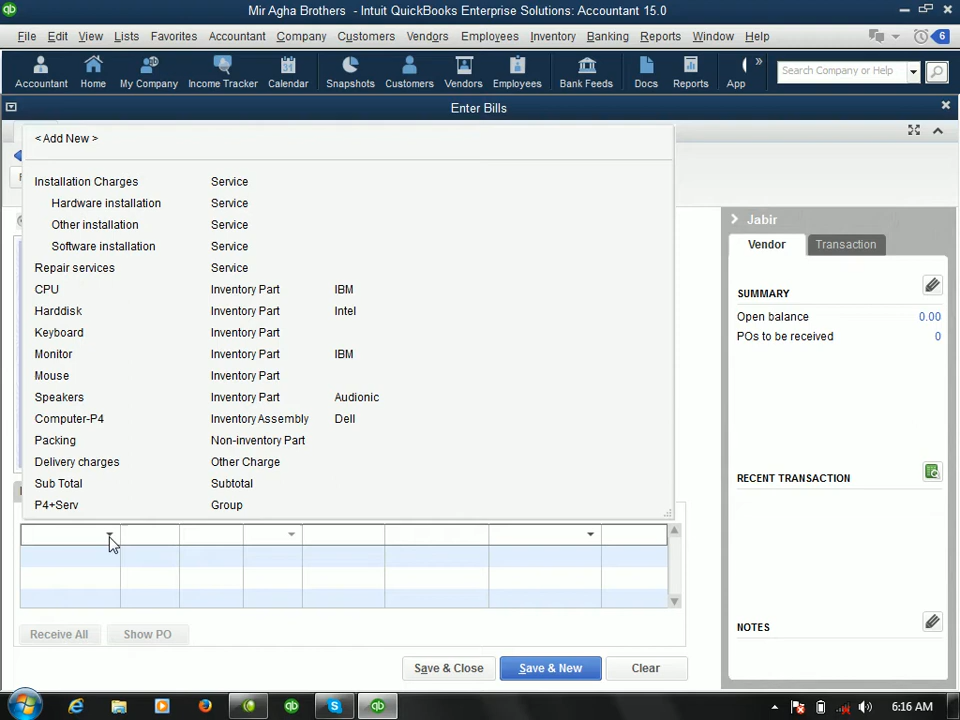 Mir Agha Brothers - Intuit QuickBooks Enterprise Solutions: Accountant 15.0
File Edit View Lists Favorites Accountant Company Customers Vendors Employees Inventory Banking Reports Window Help 6
Accountant Home My Company Income Tracker Calendar Snapshots Customers Vendors Employees Bank Feeds Docs Reports App »
Search Company or Help
Enter Bills
< Add New >
Installation Charges Service
Hardware installation Service
Other installation Service
Software installation Service
Repair services Service
CPU Inventory Part IBM
Harddisk Inventory Part Intel
Keyboard Inventory Part
Monitor Inventory Part IBM
Mouse Inventory Part
Speakers Inventory Part Audionic
Computer-P4 Inventory Assembly Dell
Packing Non-inventory Part
Delivery charges Other Charge
Sub Total Subtotal
P4+Serv Group
Receive All Show PO
Save & Close Save & New Clear
Jabir
Vendor Transaction
SUMMARY
Open balance 0.00
POs to be received 0
RECENT TRANSACTION
NOTES
6:16 AM